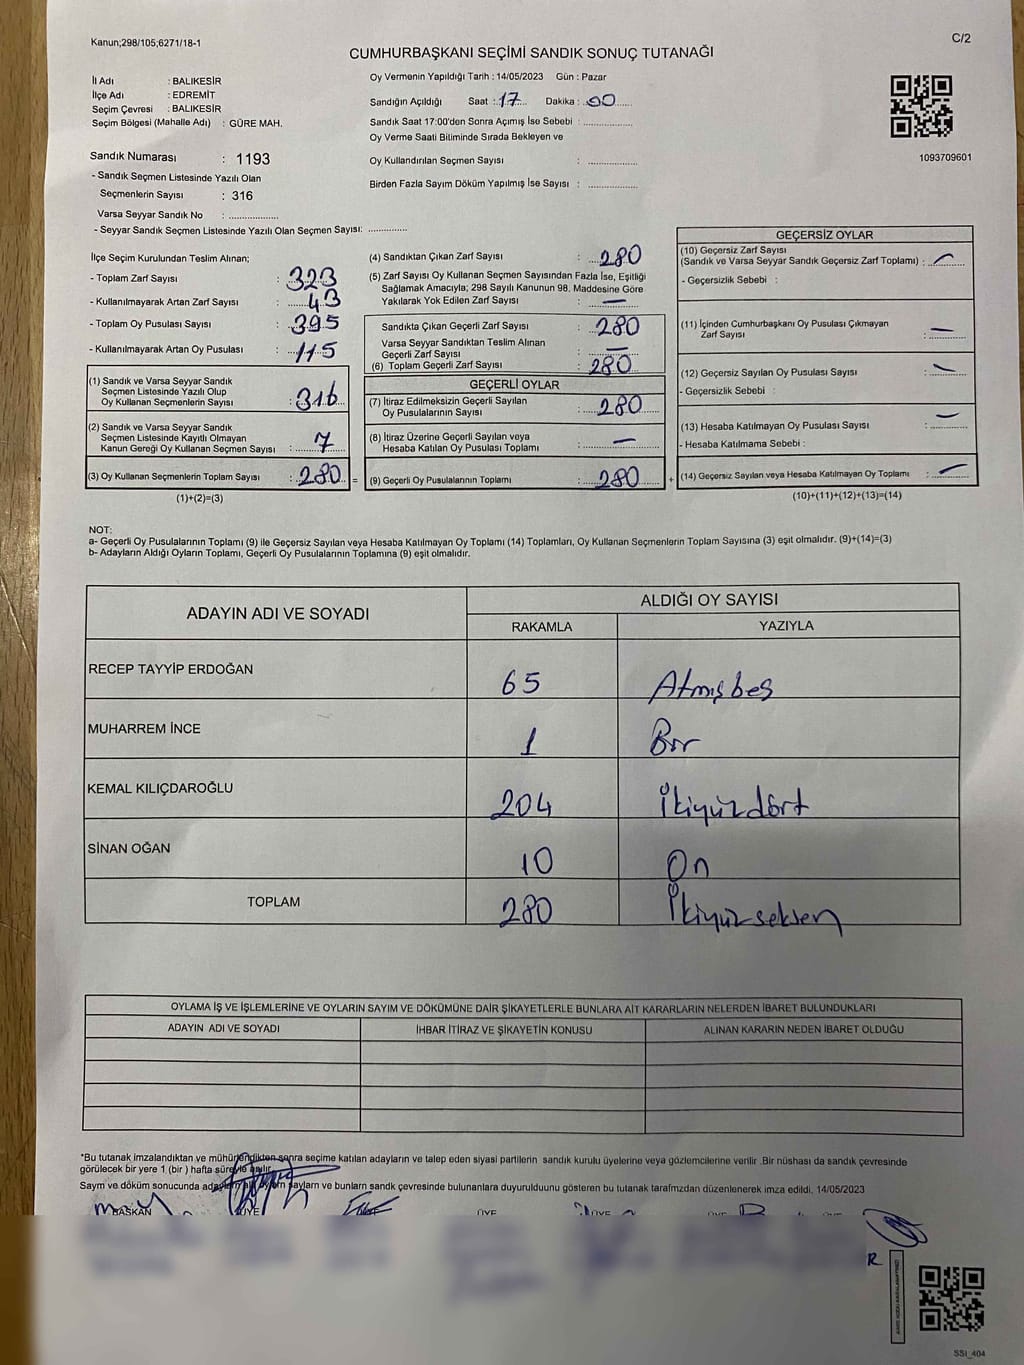 Kanun;298/105;6271/18-1
C/2
CUMHURBAŞKANI SEÇİMİ SANDIK SONUÇ TUTANAĞI
İl Adı : BALIKESİR
İlçe Adı : EDREMİT
Seçim Çevresi : BALIKESİR
Seçim Bölgesi (Mahalle Adı) : GÜRE MAH.
Oy Vermenin Yapıldığı Tarih : 14/05/2023 Gün : Pazar
Sandığın Açıldığı Saat : 17 Dakika : 00
Sandık Saat 17:00'den Sonra Açımış İse Sebebi :
Oy Verme Saati Bitiminde Sırada Bekleyen ve
Oy Kullandırılan Seçmen Sayısı :
Birden Fazla Sayım Döküm Yapılmış İse Sayısı :
1093709601
Sandık Numarası : 1193
- Sandık Seçmen Listesinde Yazılı Olan
Seçmenlerin Sayısı : 316
Varsa Seyyar Sandık No :
- Seyyar Sandık Seçmen Listesinde Yazılı Olan Seçmen Sayısı:
İlçe Seçim Kurulundan Teslim Alınan;
- Toplam Zarf Sayısı : 323
- Kullanılmayarak Artan Zarf Sayısı : 43
- Toplam Oy Pusulası Sayısı : 395
- Kullanılmayarak Artan Oy Pusulası : 115
(1) Sandık ve Varsa Seyyar Sandık
Seçmen Listesinde Yazılı Olup
Oy Kullanan Seçmenlerin Sayısı : 316
(2) Sandık ve Varsa Seyyar Sandık
Seçmen Listesinde Kayıtlı Olmayan
Kanun Gereği Oy Kullanan Seçmen Sayısı : 7
(3) Oy Kullanan Seçmenlerin Toplam Sayısı : 280 =
(1)+(2)=(3)
(4) Sandıktan Çıkan Zarf Sayısı : 280
(5) Zarf Sayısı Oy Kullanan Seçmen Sayısından Fazla İse, Eşitliği
Sağlamak Amacıyla; 298 Sayılı Kanunun 98. Maddesine Göre
Yakılarak Yok Edilen Zarf Sayısı : —
Sandıkta Çıkan Geçerli Zarf Sayısı : 280
Varsa Seyyar Sandıktan Teslim Alınan
Geçerli Zarf Sayısı : —
(6) Toplam Geçerli Zarf Sayısı : 280
GEÇERLİ OYLAR
(7) İtiraz Edilmeksizin Geçerli Sayılan
Oy Pusulalarının Sayısı : 280
(8) İtiraz Üzerine Geçerli Sayılan veya
Hesaba Katılan Oy Pusulası Toplamı : —
(9) Geçerli Oy Pusulalarının Toplamı : 280 +
GEÇERSİZ OYLAR
(10) Geçersiz Zarf Sayısı
(Sandık ve Varsa Seyyar Sandık Geçersiz Zarf Toplamı) : —
- Geçersizlik Sebebi :
(11) İçinden Cumhurbaşkanı Oy Pusulası Çıkmayan
Zarf Sayısı : —
(12) Geçersiz Sayılan Oy Pusulası Sayısı : —
- Geçersizlik Sebebi :
(13) Hesaba Katılmayan Oy Pusulası Sayısı : —
- Hesaba Katılmama Sebebi :
(14) Geçersiz Sayılan veya Hesaba Katılmayan Oy Toplamı : —
(10)+(11)+(12)+(13)=(14)
NOT:
a- Geçerli Oy Pusulalarının Toplamı (9) ile Geçersiz Sayılan veya Hesaba Katılmayan Oy Toplamı (14) Toplamları, Oy Kullanan Seçmenlerin Toplam Sayısına (3) eşit olmalıdır. (9)+(14)=(3)
b- Adayların Aldığı Oyların Toplamı, Geçerli Oy Pusulalarının Toplamına (9) eşit olmalıdır.
ADAYIN ADI VE SOYADI
ALDIĞI OY SAYISI
RAKAMLA YAZIYLA
RECEP TAYYİP ERDOĞAN 65 Atmışbeş
MUHARREM İNCE 1 Bir
KEMAL KILIÇDAROĞLU 204 İkiyüzdört
SİNAN OĞAN 10 On
TOPLAM 280 İkiyüzseksen
OYLAMA İŞ VE İŞLEMLERİNE VE OYLARIN SAYIM VE DÖKÜMÜNE DAİR ŞİKAYETLERLE BUNLARA AİT KARARLARIN NELERDEN İBARET BULUNDUKLARI
ADAYIN ADI VE SOYADI İHBAR İTİRAZ VE ŞİKAYETİN KONUSU ALINAN KARARIN NEDEN İBARET OLDUĞU
*Bu tutanak imzalandıktan ve mühürlendikten sonra seçime katılan adayların ve talep eden siyasi partilerin sandık kurulu üyelerine veya gözlemcilerine verilir .Bir nüshası da sandık çevresinde
görülecek bir yere 1 (bir ) hafta süreyle asılır.
Sayım ve döküm sonucunda bunların sandk çevresinde bulunanlara duyurulduunu gösteren bu tutanak tarafmzdan düzenlenerek imza edildi. 14/05/2023
BAŞKAN ÜYE ÜYE ÜYE
SSI_404